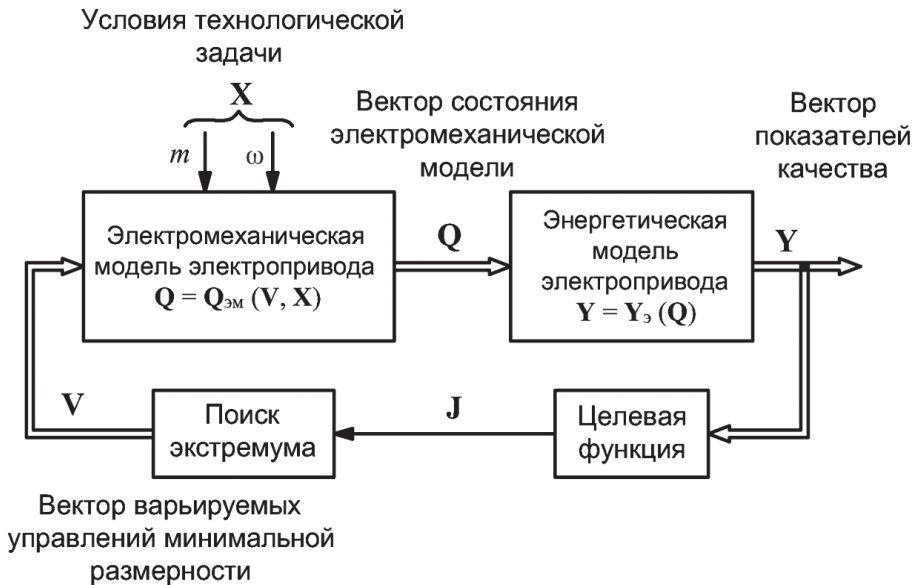 Условия технологической
задачи
X
m
ω
Вектор состояния
электромеханической
модели
Вектор
показателей
качества
Электромеханическая
модель электропривода
Q = Qэм (V, X)
Q
Энергетическая
модель
электропривода
Y = Yэ (Q)
Y
V
Поиск
экстремума
J
Целевая
функция
Вектор варьируемых
управлений минимальной
размерности